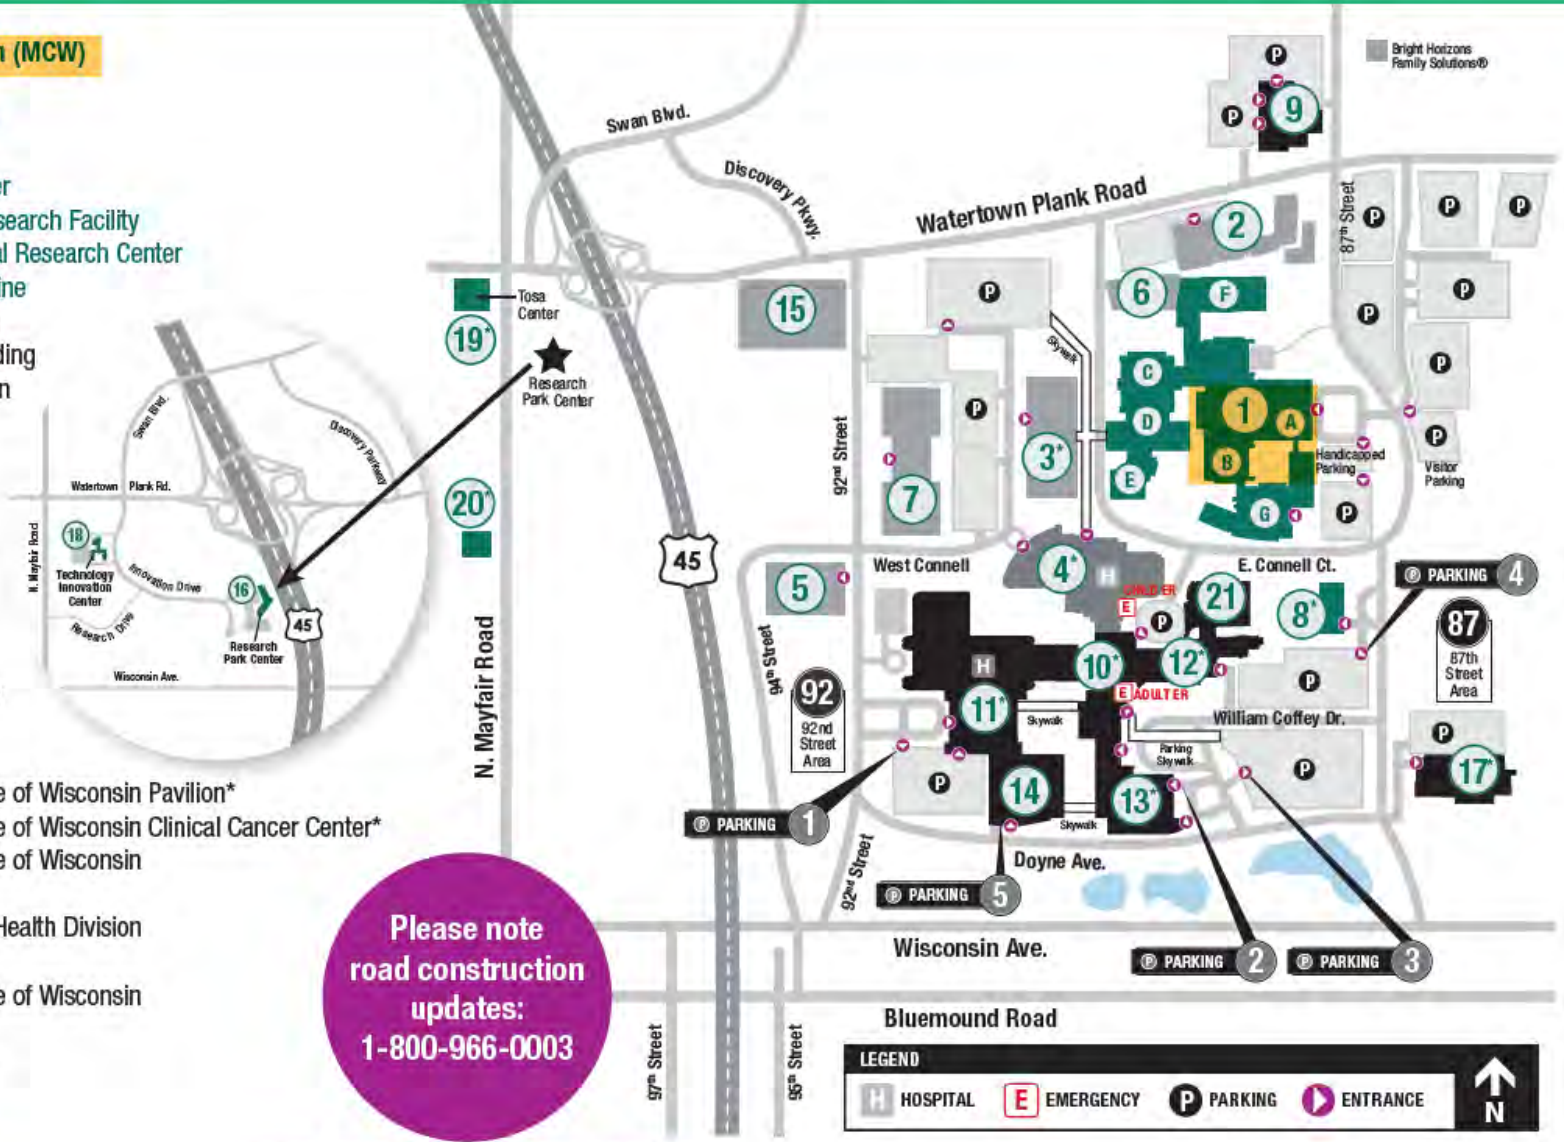 n (MCW)
er
search Facility
al Research Center
ine
ding
n
e of Wisconsin Pavilion*
e of Wisconsin Clinical Cancer Center*
e of Wisconsin
Health Division
e of Wisconsin
Swan Blvd.
Discovery Pkwy.
Watertown Plank Road
87th Street
Bright Horizons
Family Solutions®
P
P
9
2
P
P
P
6
F
P
P
15
P
Skywalk
Tosa
Center
19*
Research
Park Center
C
D
E
1
A
B
G
P
P
Handicapped
Parking
Visitor
Parking
P
P
3*
7
92nd Street
20*
45
West Connell
E. Connell Ct.
4*
H
CHILD ER
E
P
21
8*
5
94th Street
PARKING 4
87
87th
Street
Area
92
92nd
Street
Area
H
10*
12*
E ADULT ER
11*
Skywalk
P
William Coffey Dr.
Parking
Skywalk
P
P
17*
P
14
13*
Skywalk
PARKING 1
PARKING 5
Doyne Ave.
92nd Street
PARKING 2
PARKING 3
Wisconsin Ave.
Bluemound Road
97th Street
95th Street
N. Mayfair Road
Swan Blvd.
Discovery Parkway
Watertown Plank Rd.
N. Mayfair Road
18
Technology
Innovation
Center
Innovation Drive
Research Drive
16
Research
Park Center
45
Wisconsin Ave.
Please note
road construction
updates:
1-800-966-0003
LEGEND
H HOSPITAL
E EMERGENCY
P PARKING
ENTRANCE
N